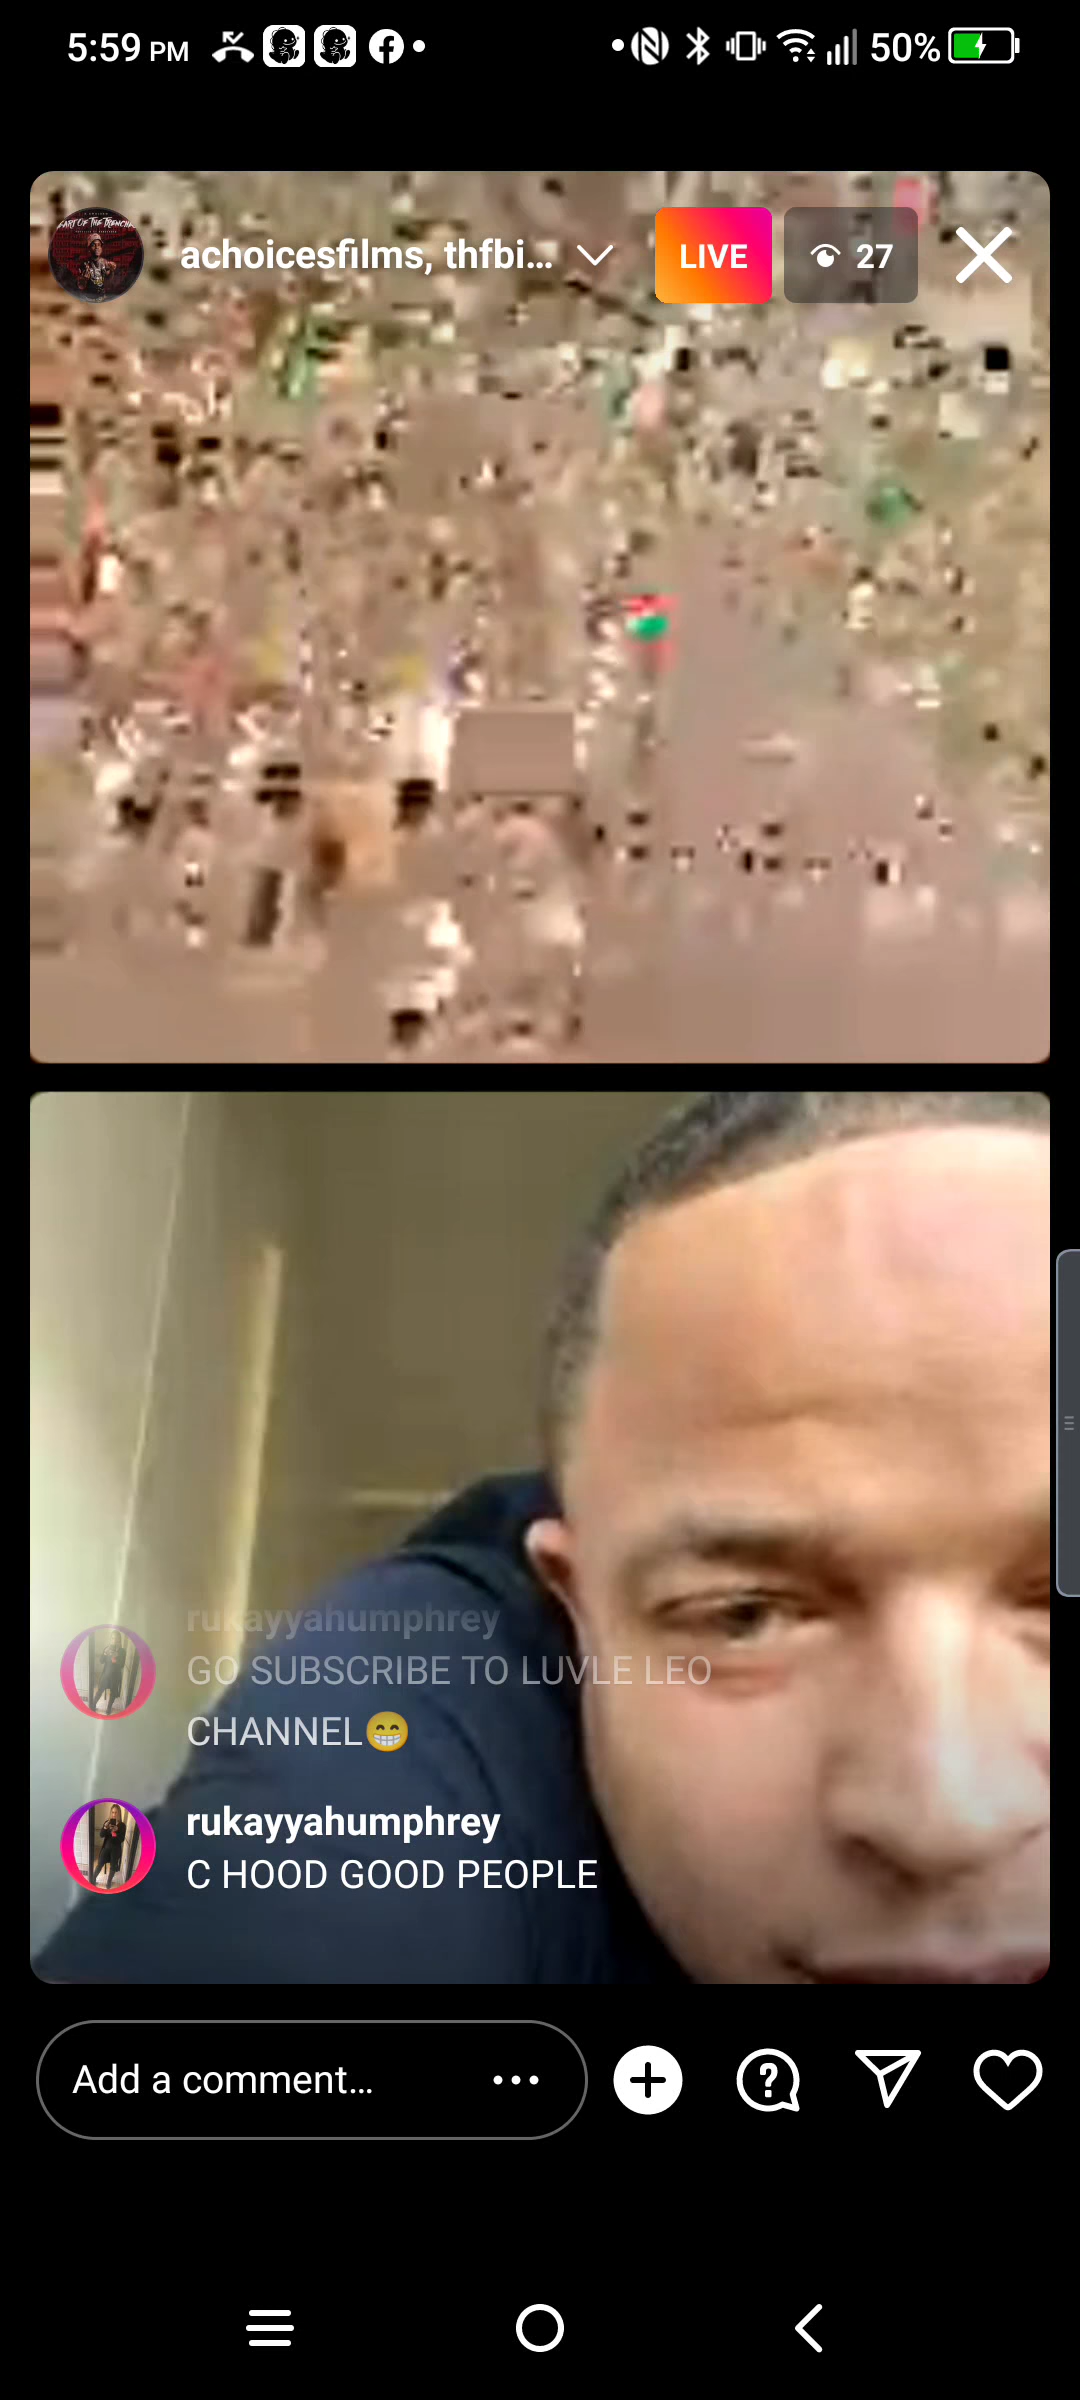 5:59 PM
50%
achoicesfilms, thfbi...
LIVE
27
rukayyahumphrey
GO SUBSCRIBE TO LUVLE LEO
CHANNEL😁
rukayyahumphrey
C HOOD GOOD PEOPLE
Add a comment...